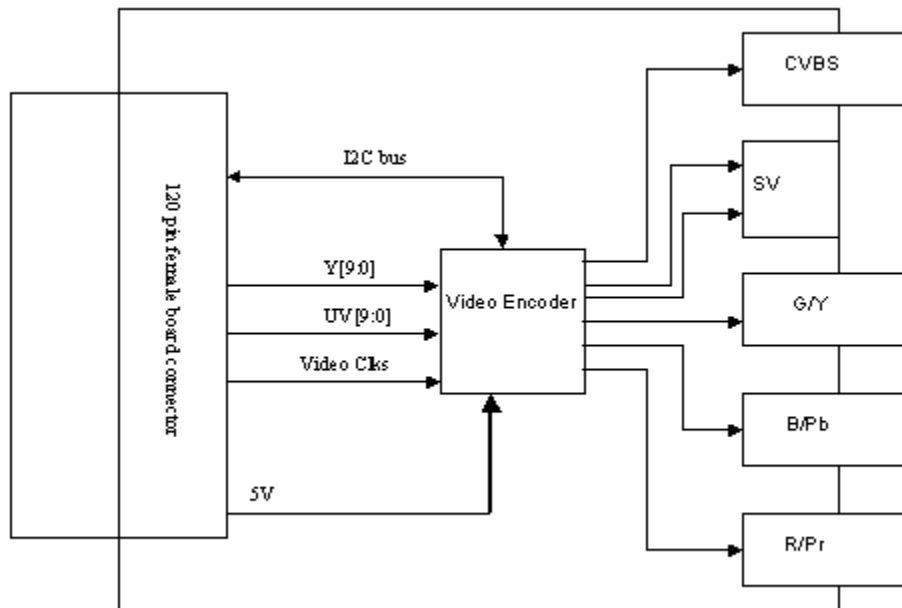 CVBS
I2C bus
SV
120 pin female board connector
Y[9:0]
Video Encoder
G/Y
UV[9:0]
Video Clks
B/Pb
5V
R/Pr